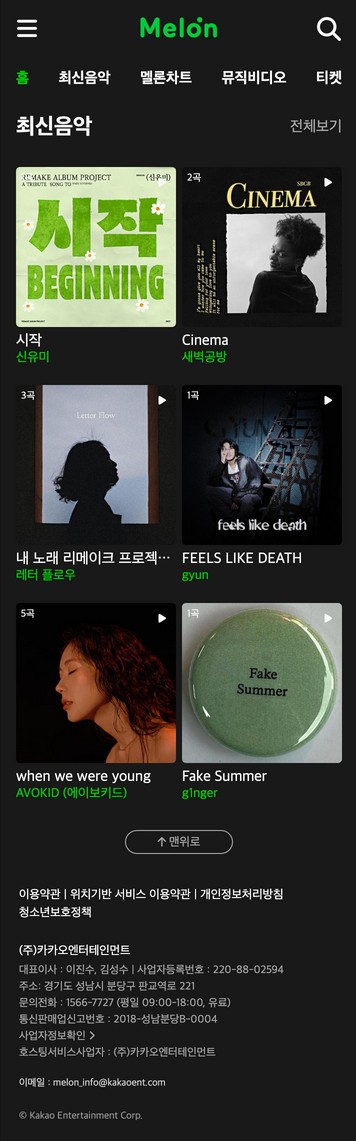 Melon
홈 최신음악 멜론차트 뮤직비디오 티켓
최신음악 전체보기
REMAKE ALBUM PROJECT (신유미)
A TRIBUTE SONG TO
시작
BEGINNING
시작
신유미
2곡
SBGB
CINEMA
Cinema
새벽공방
3곡
Letter Flow
내 노래 리메이크 프로젝…
레터 플로우
1곡
GYUN
feels like death
FEELS LIKE DEATH
gyun
5곡
when we were young
AVOKID (에이보키드)
1곡
Fake
Summer
Fake Summer
g1nger
↑ 맨위로
이용약관 | 위치기반 서비스 이용약관 | 개인정보처리방침
청소년보호정책
(주)카카오엔터테인먼트
대표이사 : 이진수, 김성수 | 사업자등록번호 : 220-88-02594
주소: 경기도 성남시 분당구 판교역로 221
문의전화 : 1566-7727 (평일 09:00-18:00, 유료)
통신판매업신고번호 : 2018-성남분당B-0004
사업자정보확인 >
호스팅서비스사업자 : (주)카카오엔터테인먼트
이메일 : melon_info@kakaoent.com
© Kakao Entertainment Corp.